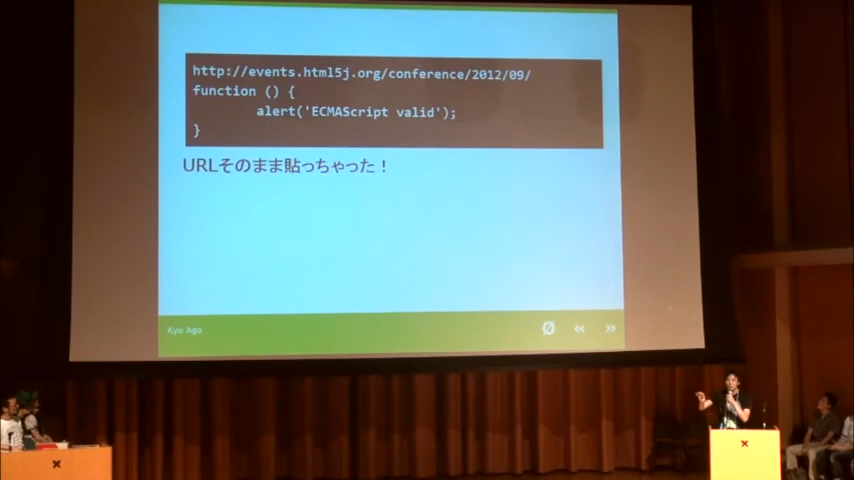 http://events.html5j.org/conference/2012/09/
function () {
        alert('ECMAScript valid');
}
URLそのまま貼っちゃった！
Kyo Ago